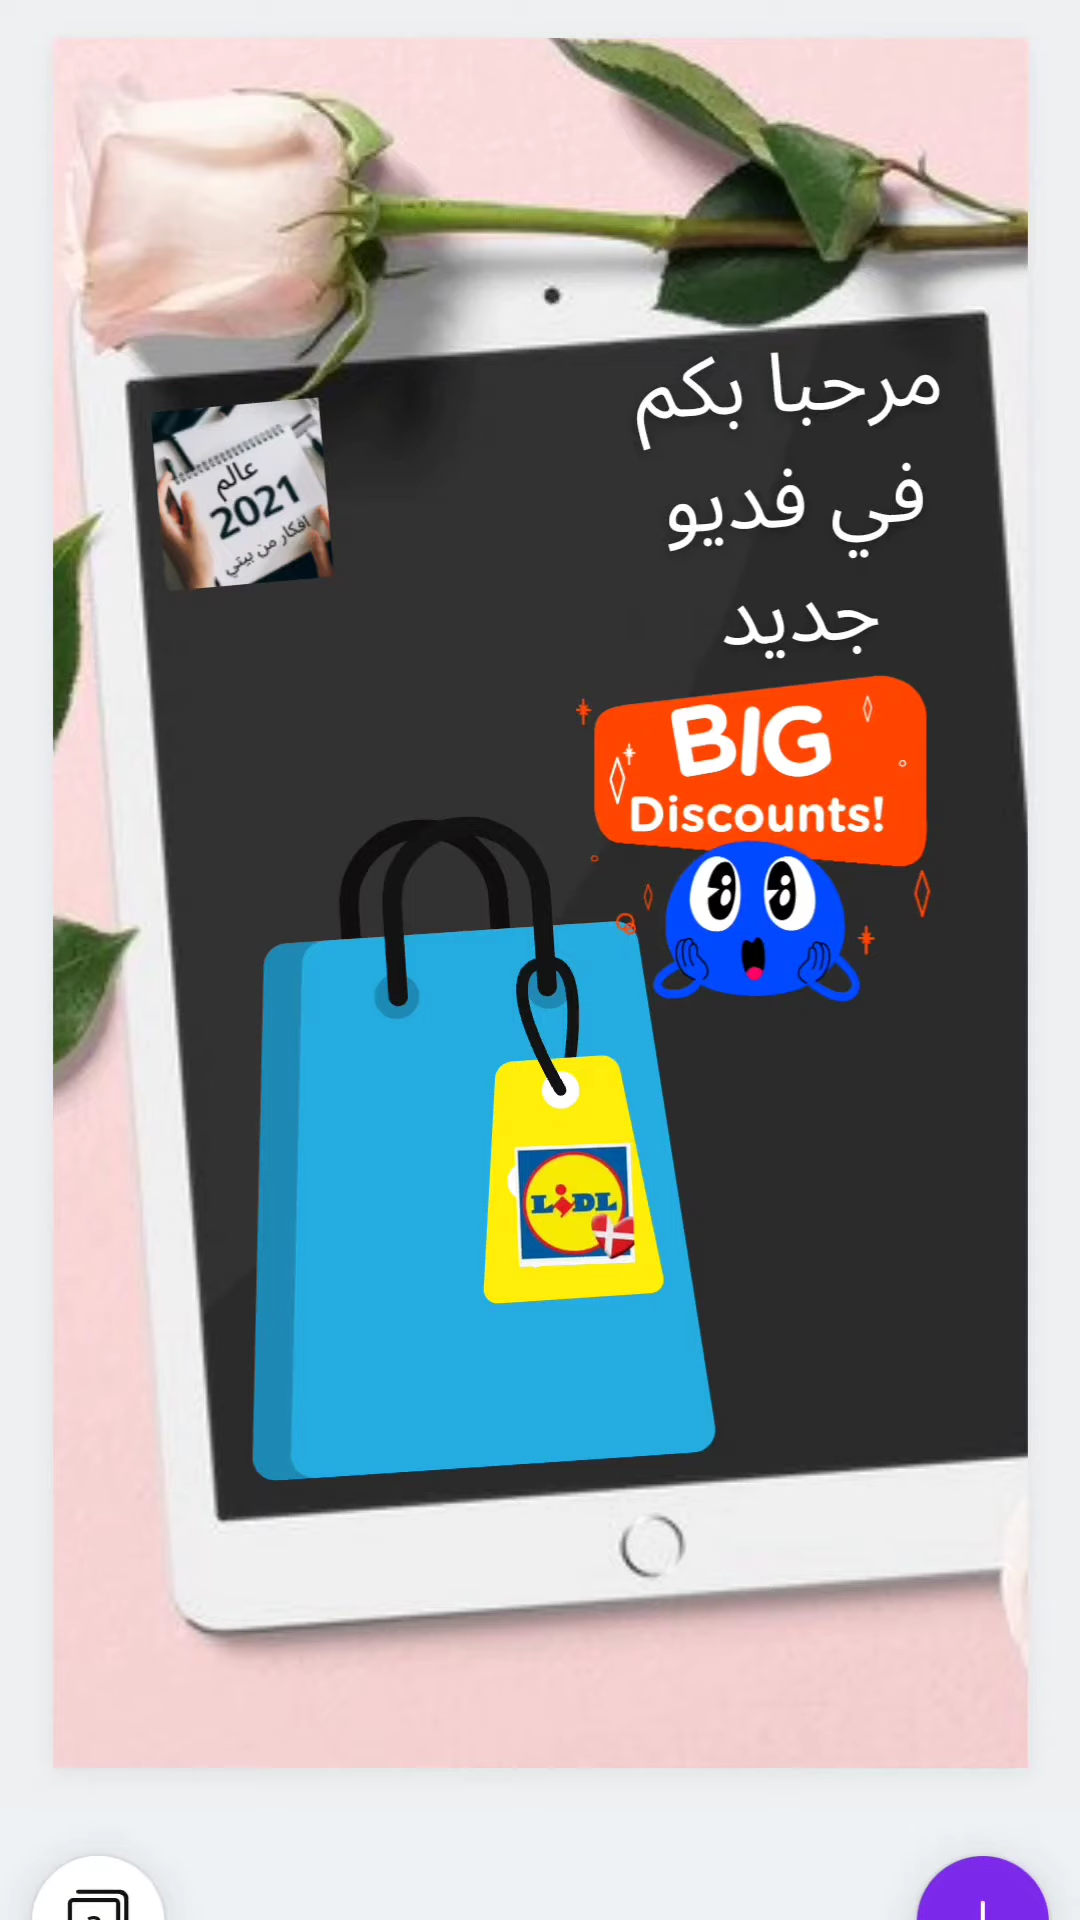 مرحبا بكم
في فديو
جديد
عالم
2021
افكار من بيتي
BIG
Discounts!
LIDL